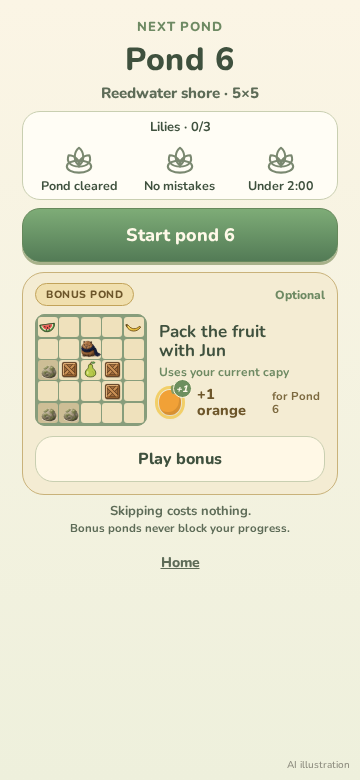 NEXT POND
Pond 6
Reedwater shore · 5×5
Lilies · 0/3
Pond cleared
No mistakes
Under 2:00
Start pond 6
BONUS POND
Optional
Pack the fruit
with Jun
Uses your current capy
+1
+1
orange
for Pond
6
Play bonus
Skipping costs nothing.
Bonus ponds never block your progress.
Home
AI illustration